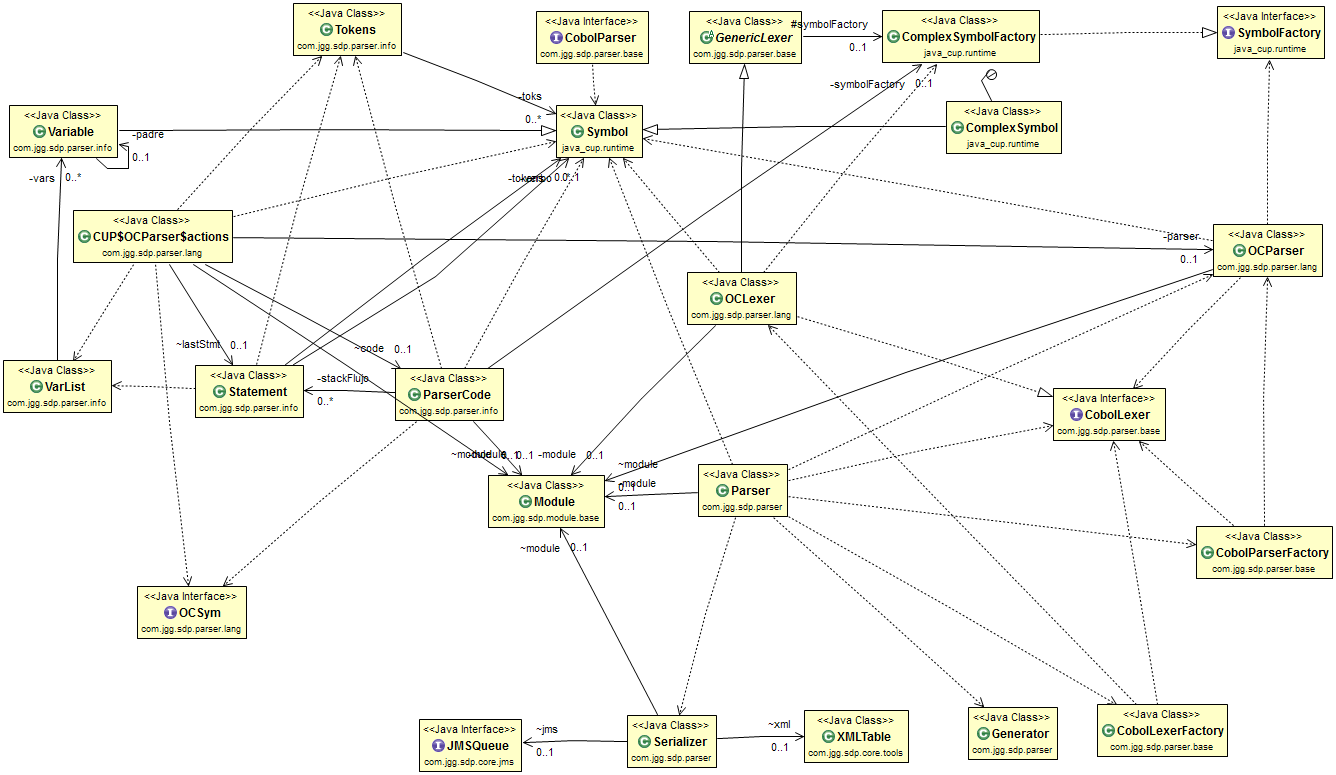 <<Java Class>>
Tokens
com.jgg.sdp.parser.info
<<Java Interface>>
CobolParser
com.jgg.sdp.parser.base
<<Java Class>>
GenericLexer
com.jgg.sdp.parser.base
#symbolFactory
0..1
<<Java Class>>
ComplexSymbolFactory
java_cup.runtime
<<Java Interface>>
SymbolFactory
java_cup.runtime
-toks
0..*
-symbolFactory
0..1
<<Java Class>>
Variable
com.jgg.sdp.parser.info
-padre
0..1
<<Java Class>>
Symbol
java_cup.runtime
<<Java Class>>
ComplexSymbol
java_cup.runtime
-vars
0..*
<<Java Class>>
CUP$OCParser$actions
com.jgg.sdp.parser.lang
-parser
0..1
<<Java Class>>
OCParser
com.jgg.sdp.parser.lang
<<Java Class>>
OCLexer
com.jgg.sdp.parser.lang
~lastStmt
0..1
~code
0..1
<<Java Class>>
VarList
com.jgg.sdp.parser.info
<<Java Class>>
Statement
com.jgg.sdp.parser.info
-stackFlujo
0..*
<<Java Class>>
ParserCode
com.jgg.sdp.parser.info
<<Java Interface>>
CobolLexer
com.jgg.sdp.parser.base
~module
0..1
-module
0..1
~module
0..1
~module
0..1
<<Java Class>>
Module
com.jgg.sdp.module.base
<<Java Class>>
Parser
com.jgg.sdp.parser
<<Java Class>>
CobolParserFactory
com.jgg.sdp.parser.base
~module
0..1
<<Java Interface>>
OCSym
com.jgg.sdp.parser.lang
<<Java Interface>>
JMSQueue
com.jgg.sdp.core.jms
~jms
0..1
<<Java Class>>
Serializer
com.jgg.sdp.parser
~xml
0..1
<<Java Class>>
XMLTable
com.jgg.sdp.core.tools
<<Java Class>>
Generator
com.jgg.sdp.parser
<<Java Class>>
CobolLexerFactory
com.jgg.sdp.parser.base